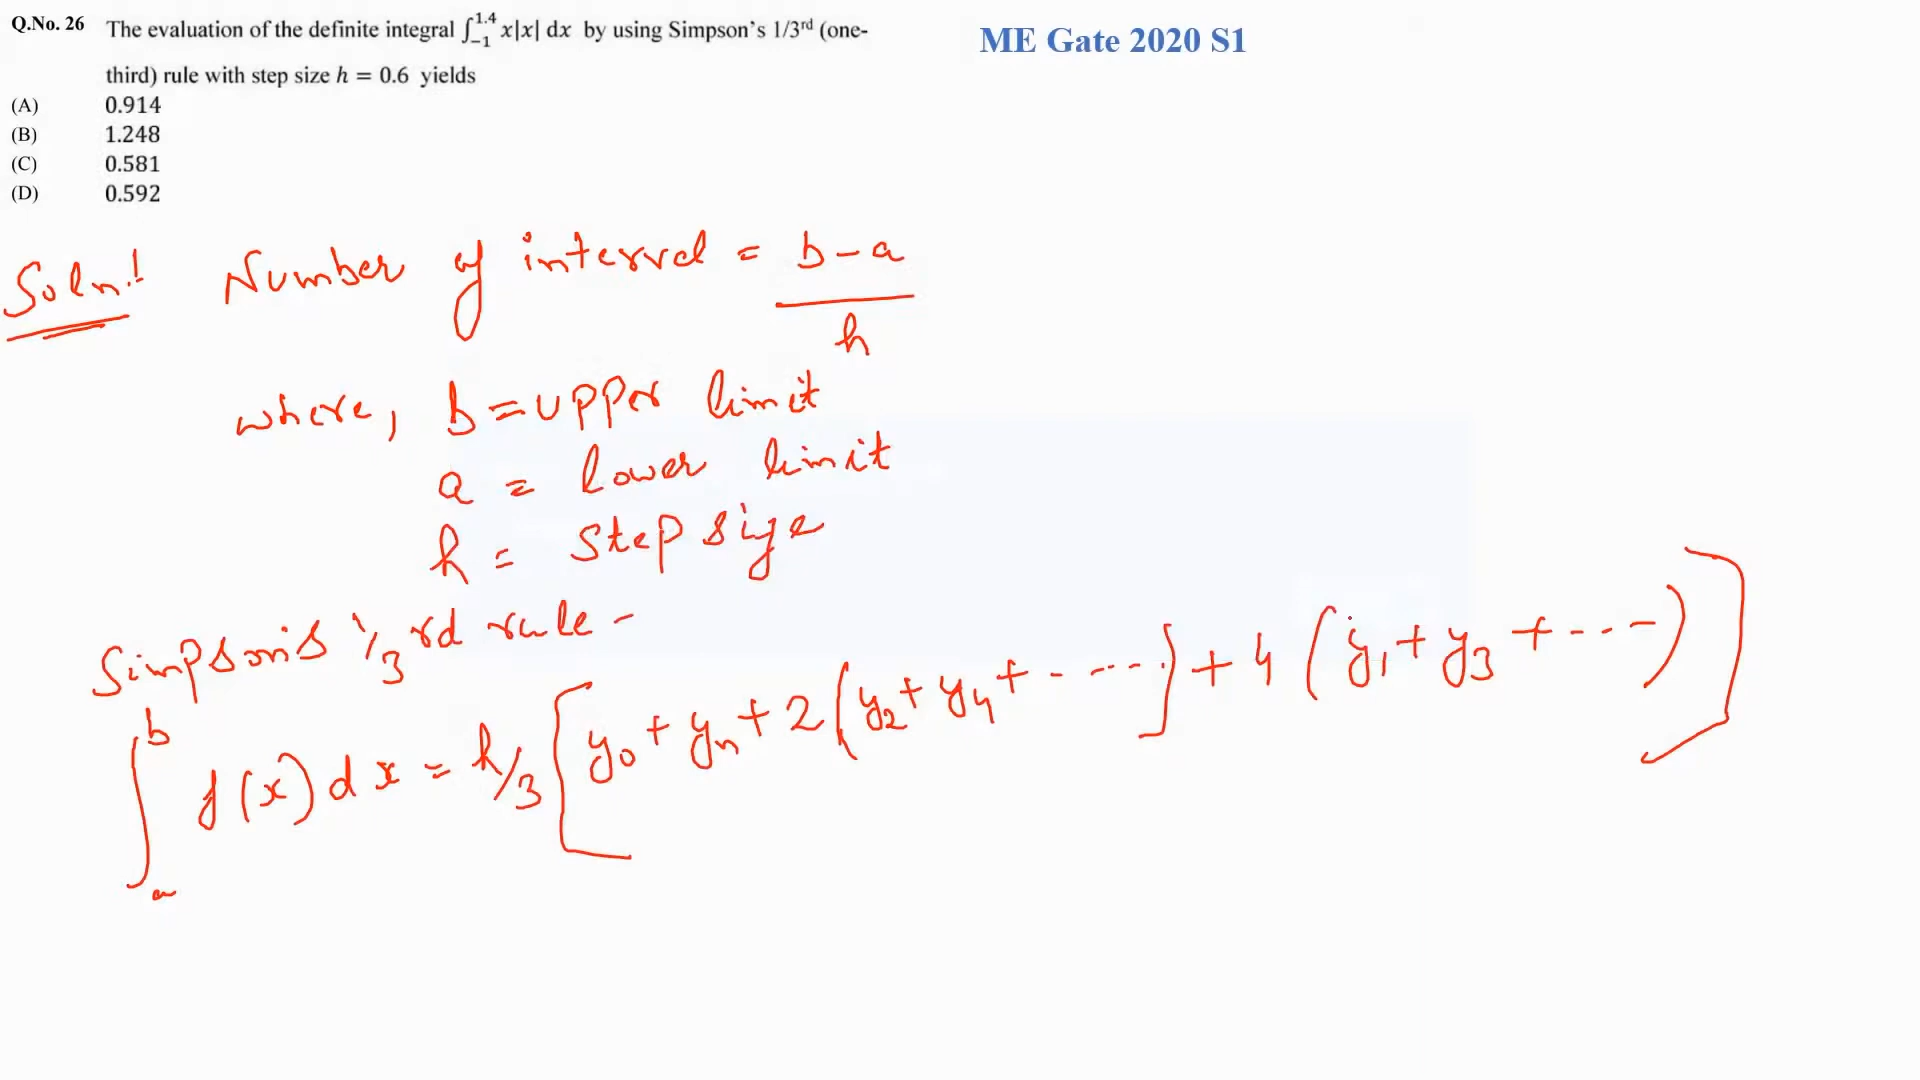 Q.No. 26 The evaluation of the definite integral ∫₋₁^1.4 x|x| dx by using Simpson's 1/3rd (one-
third) rule with step size h = 0.6 yields
(A) 0.914
(B) 1.248
(C) 0.581
(D) 0.592
ME Gate 2020 S1
Soln! Number of interval = b-a/h
where, b = upper limit
a = lower limit
h = step size
Simpson's 1/3 rd rule -
∫ₐᵇ f(x) dx = h/3 [y₀ + yₙ + 2(y₂ + y₄ + - ---] + 4 (y₁ + y₃ + ----)]